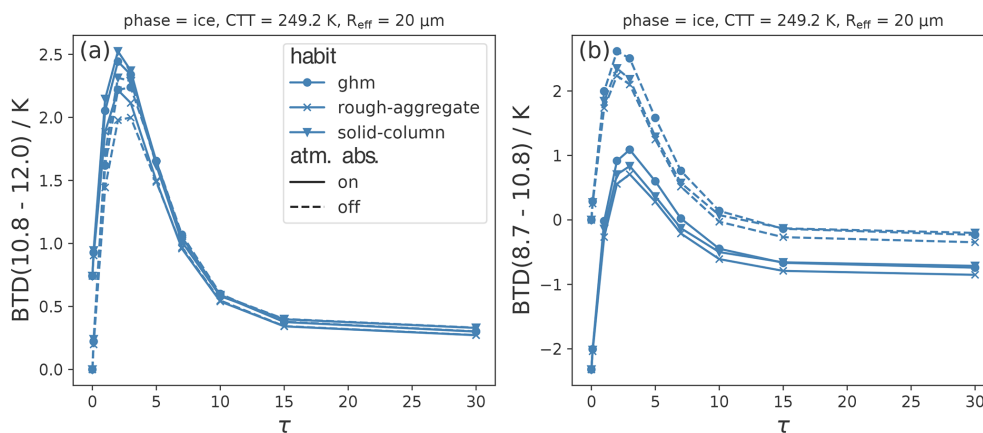 phase = ice, CTT = 249.2 K, R_eff = 20 µm
(a)
BTD(10.8 - 12.0) / K
2.5
2.0
1.5
1.0
0.5
0.0
habit
ghm
rough-aggregate
solid-column
atm. abs.
on
off
0 5 10 15 20 25 30
τ
phase = ice, CTT = 249.2 K, R_eff = 20 µm
(b)
BTD(8.7 - 10.8) / K
2
1
0
−1
−2
0 5 10 15 20 25 30
τ